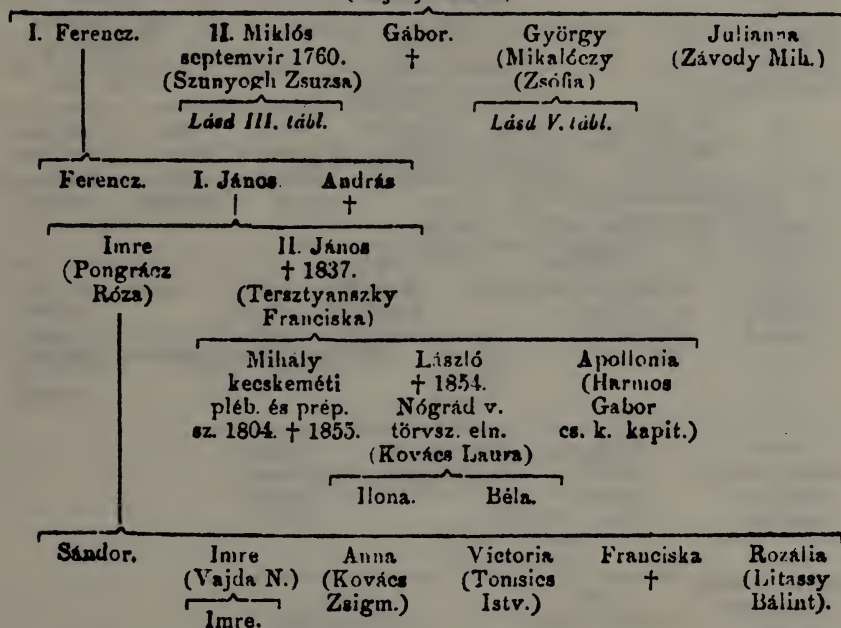 I. Ferencz. II. Miklós Gábor. György Julianna
septemvir 1760. † (Mikalóczy (Závody Mih.)
(Szunyogh Zsuzsa) (Zsófia)
Lásd III. tábl. Lásd V. tábl.
Ferencz. I. János. András
†
Imre II. János
(Pongrácz † 1837.
Róza) (Tersztyanszky
Franciska)
Mihály László Apollonia
kecskeméti † 1854. (Harmos
pléb. és prép. Nógrád v. Gabor
sz. 1804. † 1855. törvsz. eln. cs. k. kapit.)
(Kovács Laura)
Ilona. Béla.
Sándor. Imre Anna Victoria Franciska Rozália
(Vajda N.) (Kovács (Tomsics † (Litassy
Zsigm.) Istv.) Bálint).
Imre.